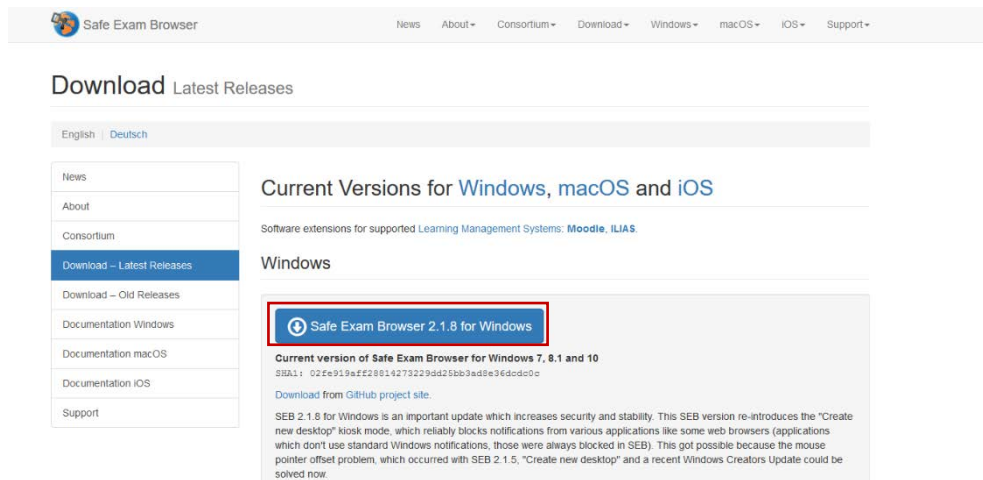 Safe Exam Browser
News About Consortium Download Windows macOS iOS Support
Download Latest Releases
English | Deutsch
News
About
Consortium
Download – Latest Releases
Download – Old Releases
Documentation Windows
Documentation macOS
Documentation iOS
Support
Current Versions for Windows, macOS and iOS
Software extensions for supported Learning Management Systems: Moodle, ILIAS.
Windows
Safe Exam Browser 2.1.8 for Windows
Current version of Safe Exam Browser for Windows 7, 8.1 and 10
SHA1: 02fe919aff28814273229dd25bb3ad8e36dcdc0c
Download from GitHub project site.
SEB 2.1.8 for Windows is an important update which increases security and stability. This SEB version re-introduces the "Create
new desktop" kiosk mode, which reliably blocks notifications from various applications like some web browsers (applications
which don't use standard Windows notifications, those were always blocked in SEB). This got possible because the mouse
pointer offset problem, which occurred with SEB 2.1.5, "Create new desktop" and a recent Windows Creators Update could be
solved now.